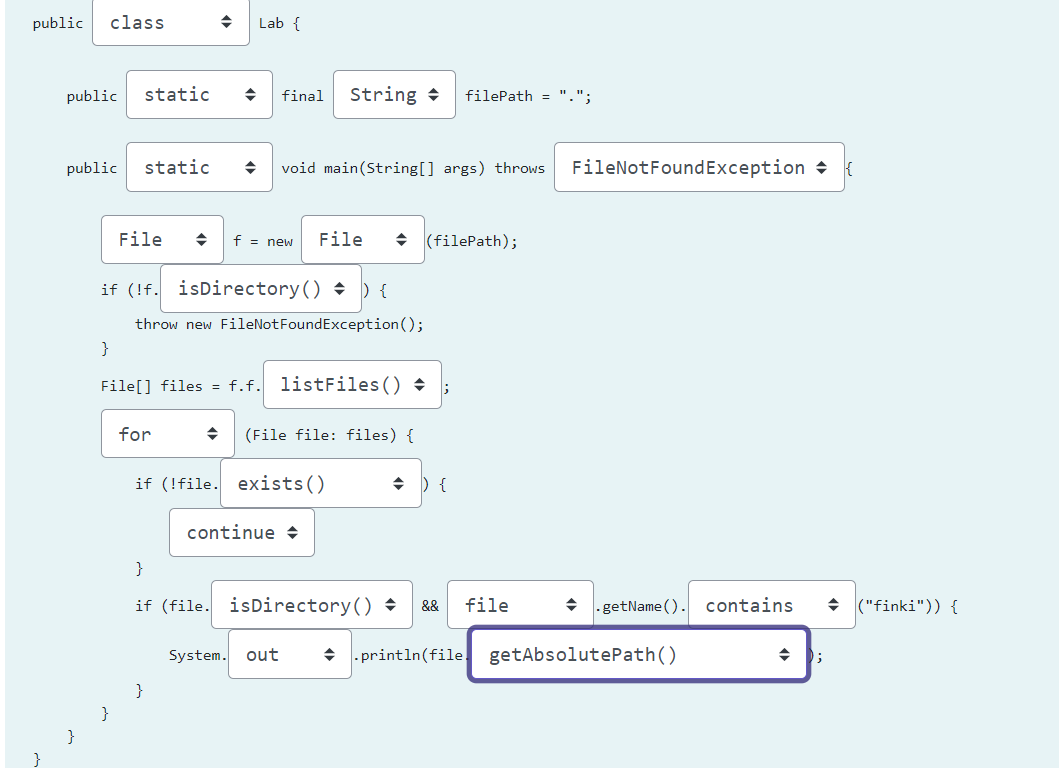 public class Lab {
public static final String filePath = ".";
public static void main(String[] args) throws FileNotFoundException {
File f = new File (filePath);
if (!f. isDirectory() ) {
throw new FileNotFoundException();
}
File[] files = f.f. listFiles() ;
for (File file: files) {
if (!file. exists() ) {
continue
}
if (file. isDirectory() && file .getName(). contains ("finki")) {
System. out .println(file. getAbsolutePath() );
}
}
}
}